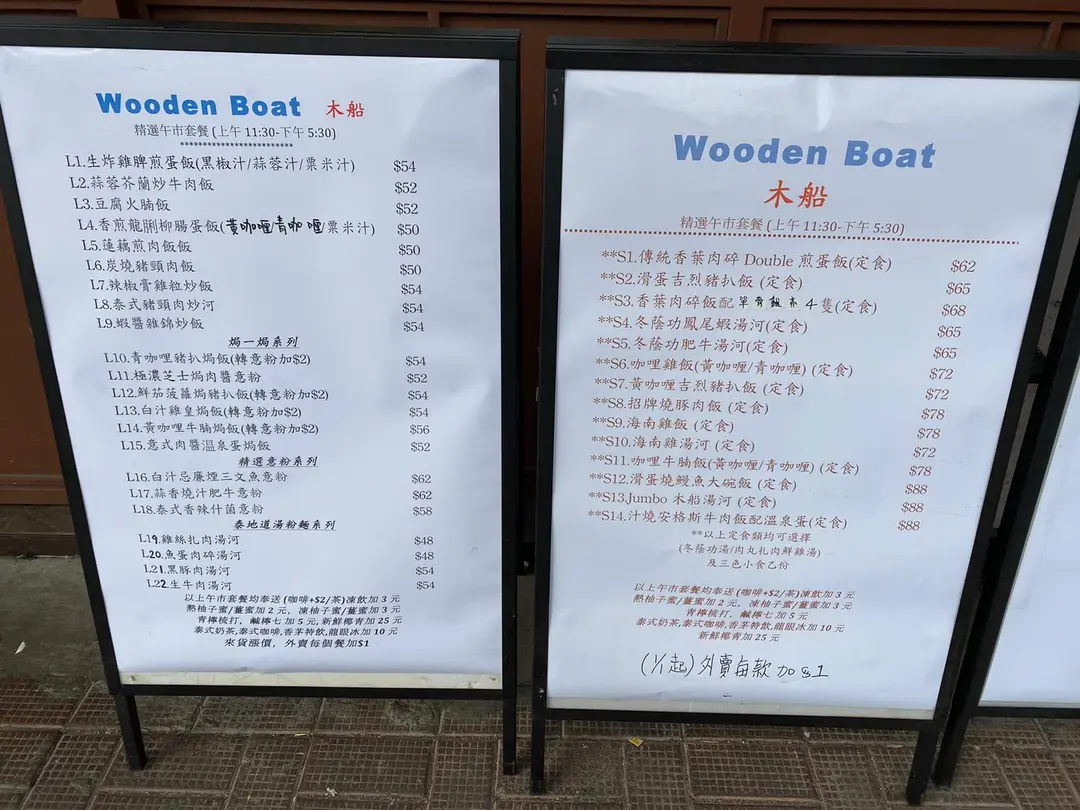 Wooden Boat 木船
精選午市套餐 (上午 11:30-下午 5:30)
***********************
L1.生炸雞脾煎蛋飯(黑椒汁/蒜蓉汁/粟米汁) $54
L2.蒜蓉芥蘭炒牛肉飯 $52
L3.豆腐火腩飯 $52
L4.香煎龍脷柳腸蛋飯(黃咖喱/青咖喱/粟米汁) $50
L5.蓮藕煎肉飯飯 $50
L6.炭燒豬頸肉飯 $50
L7.辣椒膏雞粒炒飯 $54
L8.泰式豬頸肉炒河 $54
L9.蝦醬雜錦炒飯 $54
焗一焗系列
L10.青咖哩豬扒焗飯(轉意粉加$2) $54
L11.極濃芝士焗肉醬意粉 $52
L12.鮮茄菠蘿焗豬扒飯(轉意粉加$2) $54
L13.白汁雞皇焗飯(轉意粉加$2) $54
L14.黃咖哩牛腩焗飯(轉意粉加$2) $56
L15.意式肉醬温泉蛋焗飯 $52
精選意粉系列
L16.白汁忌廉煙三文魚意粉 $62
L17.蒜香燒汁肥牛意粉 $62
L18.泰式香辣什菌意粉 $58
泰地道湯粉麵系列
L19.雞絲扎肉湯河 $48
L20.魚蛋肉碎湯河 $48
L21.黑豚肉湯河 $54
L22.生牛肉湯河 $54
以上午市套餐均奉送 (咖啡+$2/茶)凍飲加 3 元
熱柚子蜜/薑蜜加 2 元, 凍柚子蜜/薑蜜加 3 元
青檸梳打, 鹹檸七 加 5 元, 新鮮椰青加 25 元
泰式奶茶,泰式咖啡,香茅特飲,龍眼冰加 10 元
來貨漲價, 外賣每個餐加$1
Wooden Boat
木船
精選午市套餐 (上午 11:30-下午 5:30)
**S1.傳統香葉肉碎 Double 煎蛋飯(定食) $62
**S2.滑蛋吉烈豬扒飯 (定食) $65
**S3.香葉肉碎飯配單骨雞亦4隻(定食) $68
**S4.冬蔭功鳳尾蝦湯河(定食) $65
**S5.冬蔭功肥牛湯河(定食) $65
**S6.咖哩雞飯(黃咖哩/青咖哩) (定食) $72
**S7.黃咖哩吉烈豬扒飯 (定食) $72
**S8.招牌燒豚肉飯 (定食) $78
**S9.海南雞飯 (定食) $78
**S10.海南雞湯河 (定食) $72
**S11.咖哩牛腩飯(黃咖哩/青咖哩) (定食) $78
**S12.滑蛋燒鰻魚大碗飯 (定食) $88
**S13.Jumbo 木船湯河 (定食) $88
**S14.汁燒安格斯牛肉飯配溫泉蛋(定食) $88
**以上定食類均可選擇
(冬蔭功湯/肉丸扎肉鮮雞湯)
及三色小食乙份
以上午市套餐均奉送 (咖啡+$2/茶)凍飲加 3 元
熱柚子蜜/薑蜜加 2 元, 凍柚子蜜/薑蜜加 3 元
青檸梳打, 鹹檸七 加 5 元
泰式奶茶,泰式咖啡,香茅特飲,龍眼冰加 10 元
新鮮椰青加 25 元
(1/1起)外賣每款加$1